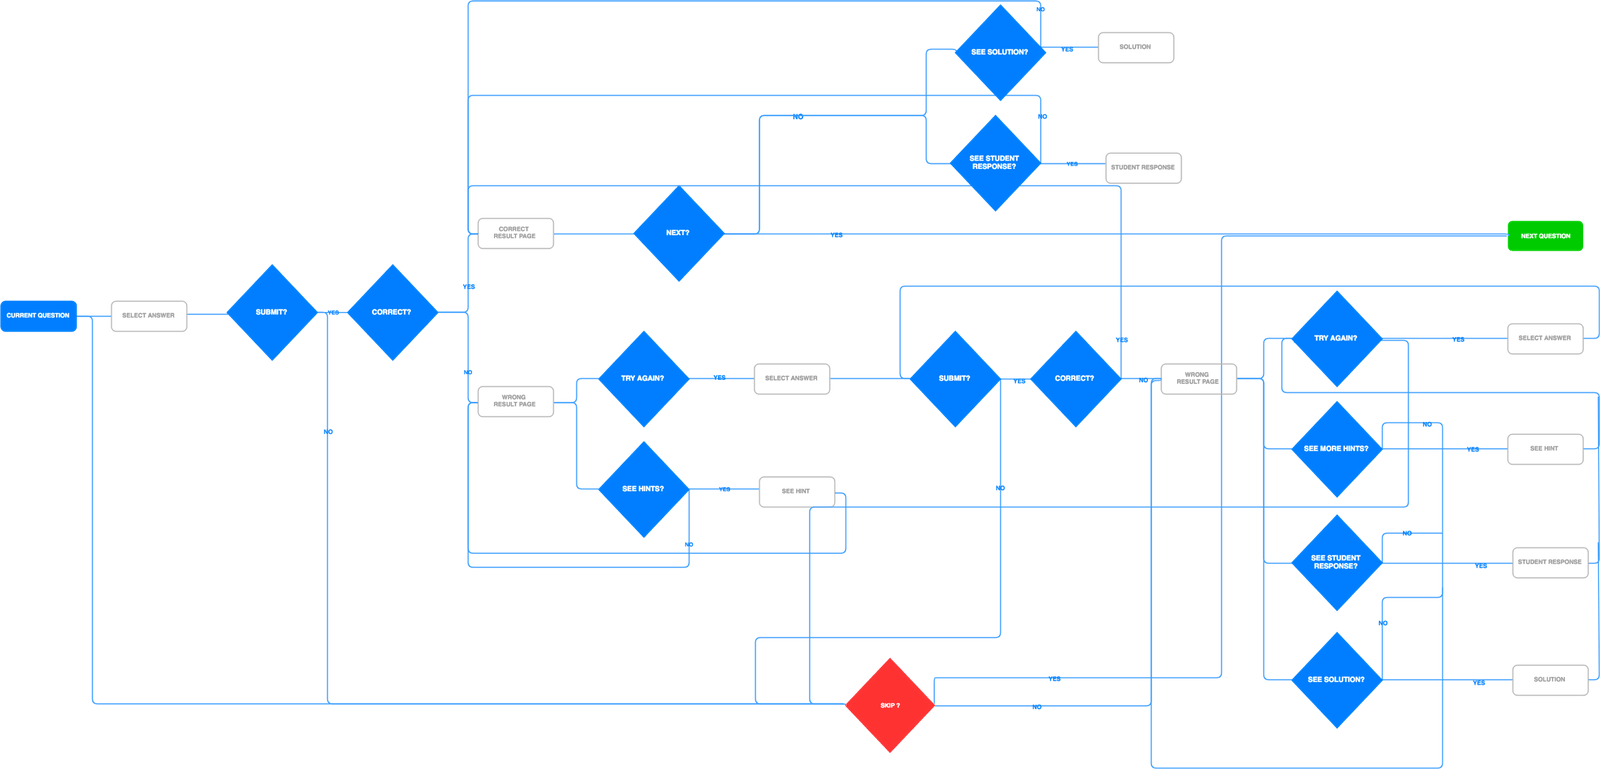 NO
SEE SOLUTION?
YES
SOLUTION
NO
NO
SEE STUDENT
RESPONSE?
YES
STUDENT RESPONSE
CORRECT
RESULT PAGE
NEXT?
YES
NEXT QUESTION
YES
CURRENT QUESTION
SELECT ANSWER
SUBMIT?
YES
CORRECT?
NO
TRY AGAIN?
YES
SELECT ANSWER
SUBMIT?
YES
CORRECT?
YES
NO
WRONG
RESULT PAGE
TRY AGAIN?
YES
SELECT ANSWER
WRONG
RESULT PAGE
NO
SEE HINTS?
YES
SEE HINT
NO
NO
SEE MORE HINTS?
NO
YES
SEE HINT
SEE STUDENT
RESPONSE?
NO
YES
STUDENT RESPONSE
NO
SEE SOLUTION?
YES
SOLUTION
SKIP ?
YES
NO